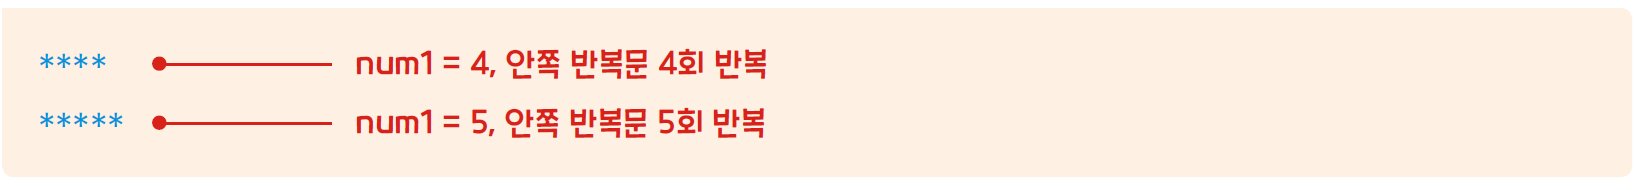 **** num1 = 4, 안쪽 반복문 4회 반복
***** num1 = 5, 안쪽 반복문 5회 반복